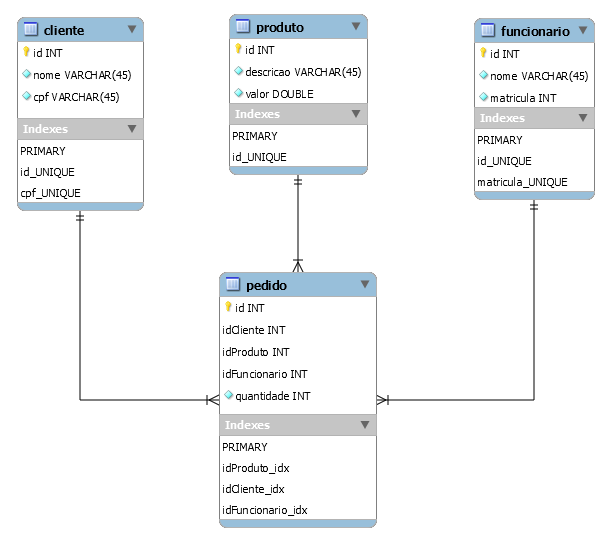 cliente
id INT
nome VARCHAR(45)
cpf VARCHAR(45)
Indexes
PRIMARY
id_UNIQUE
cpf_UNIQUE
produto
id INT
descricao VARCHAR(45)
valor DOUBLE
Indexes
PRIMARY
id_UNIQUE
funcionario
id INT
nome VARCHAR(45)
matricula INT
Indexes
PRIMARY
id_UNIQUE
matricula_UNIQUE
pedido
id INT
idCliente INT
idProduto INT
idFuncionario INT
quantidade INT
Indexes
PRIMARY
idProduto_idx
idCliente_idx
idFuncionario_idx